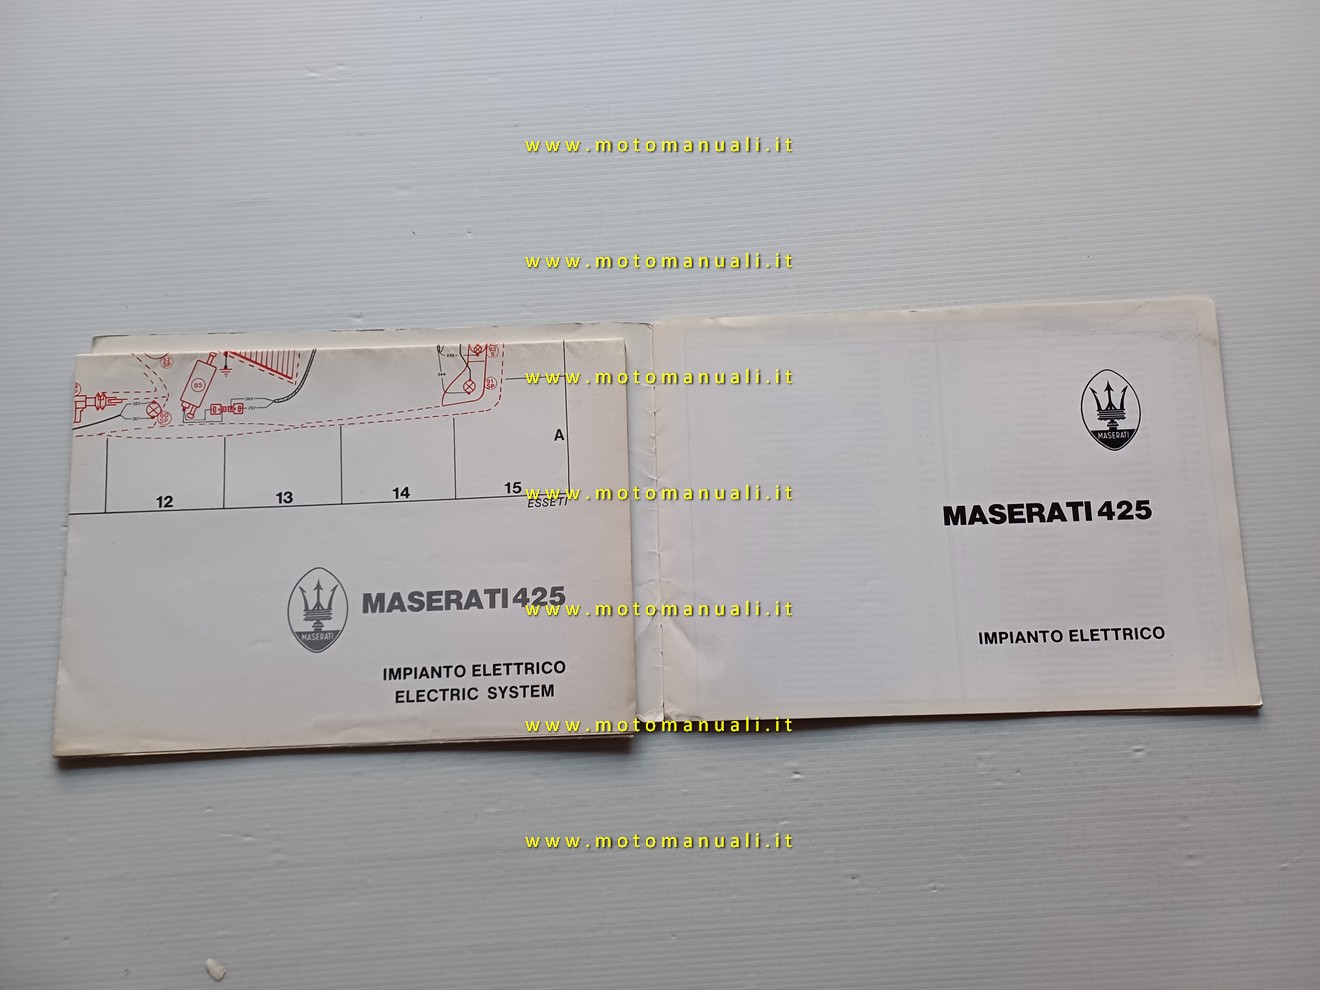 www.motomanuali.it
www.motomanuali.it
www.motomanuali.it
www.motomanuali.it
www.motomanuali.it
www.motomanuali.it
www.motomanuali.it
85
A
12 13 14 15
ESSETI
MASERATI
MASERATI 425
IMPIANTO ELETTRICO
ELECTRIC SYSTEM
MASERATI
MASERATI 425
IMPIANTO ELETTRICO